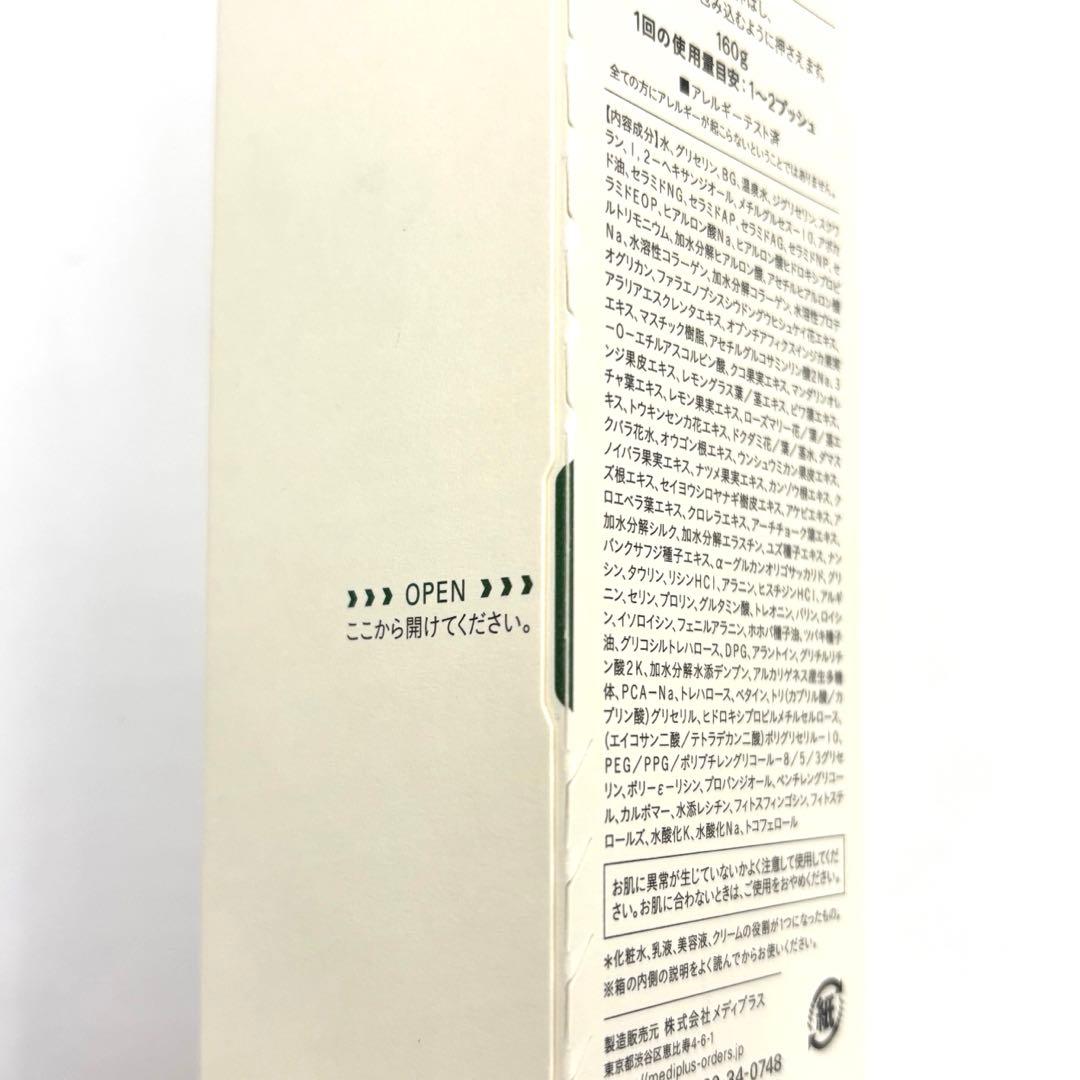 OPEN
ここから開けてください。
包み込むように押さえます。
160g
1回の使用量目安:1〜2プッシュ
■アレルギーテスト済
全ての方にアレルギーが起こらないということではありません。
【内容成分】水、グリセリン、BG、温泉水、ジグリセリン、スクワ
ラン、1,2-ヘキサンジオール、メチルグルセス-10、アボカ
ド油、セラミドNG、セラミドAP、セラミドAG、セラミドNP、セ
ラミドEOP、ヒアルロン酸Na、ヒアルロン酸ヒドロキシプロピ
ルトリモニウム、加水分解ヒアルロン酸、アセチルヒアルロン酸
Na、水溶性コラーゲン、加水分解コラーゲン、水溶性プロテ
オグリカン、ファラエノプシスシウドングウヒシュケイ花エキス、
アラリアエスクレンタエキス、オプンチアフィクスインジカ果実
エキス、マスチック樹脂、アセチルグルコサミンリン酸2Na、3
-O-エチルアスコルビン酸、クコ果実エキス、マンダリンオレ
ンジ果皮エキス、レモングラス葉/茎エキス、ビワ葉エキス、
チャ葉エキス、レモン果実エキス、ローズマリー花/葉/茎エ
キス、トウキンセンカ花エキス、ドクダミ花/葉/茎水、ダマス
クバラ花水、オウゴン根エキス、ウンシュウミカン果皮エキス、
ノイバラ果実エキス、ナツメ果実エキス、カンゾウ根エキス、ク
ズ根エキス、セイヨウシロヤナギ樹皮エキス、アケビエキス、ア
ロエベラ葉エキス、クロレラエキス、アーチチョーク葉エキス、
加水分解シルク、加水分解エラスチン、ユズ種子エキス、ナン
バンクサフジ種子エキス、α-グルカンオリゴサッカリド、グリ
シン、タウリン、リシンHCl、アラニン、ヒスチジンHCl、アルギ
ニン、セリン、プロリン、グルタミン酸、トレオニン、バリン、ロイシ
ン、イソロイシン、フェニルアラニン、ホホバ種子油、ツバキ種子
油、グリコシルトレハロース、DPG、アラントイン、グリチルリチ
ン酸2K、加水分解水添デンプン、アルカリゲネス産生多糖
体、PCA-Na、トレハロース、ベタイン、トリ(カプリル酸/カ
プリン酸)グリセリル、ヒドロキシプロピルメチルセルロース、
(エイコサン二酸/テトラデカン二酸)ポリグリセリル-10、
PEG/PPG/ポリブチレングリコール-8/5/3グリセ
リン、ポリ-ε-リシン、プロパンジオール、ペンチレングリコー
ル、カルボマー、水添レシチン、フィトスフィンゴシン、フィトステ
ロールズ、水酸化K、水酸化Na、トコフェロール
お肌に異常が生じていないかよく注意して使用してくだ
さい。お肌に合わないときは、ご使用をおやめください。
*化粧水、乳液、美容液、クリームの役割が1つになったもの。
※箱の内側の説明をよく読んでからお使いください。
製造販売元 株式会社メディプラス
東京都渋谷区恵比寿4-6-1
//mediplus-orders.jp
34-0748
紙